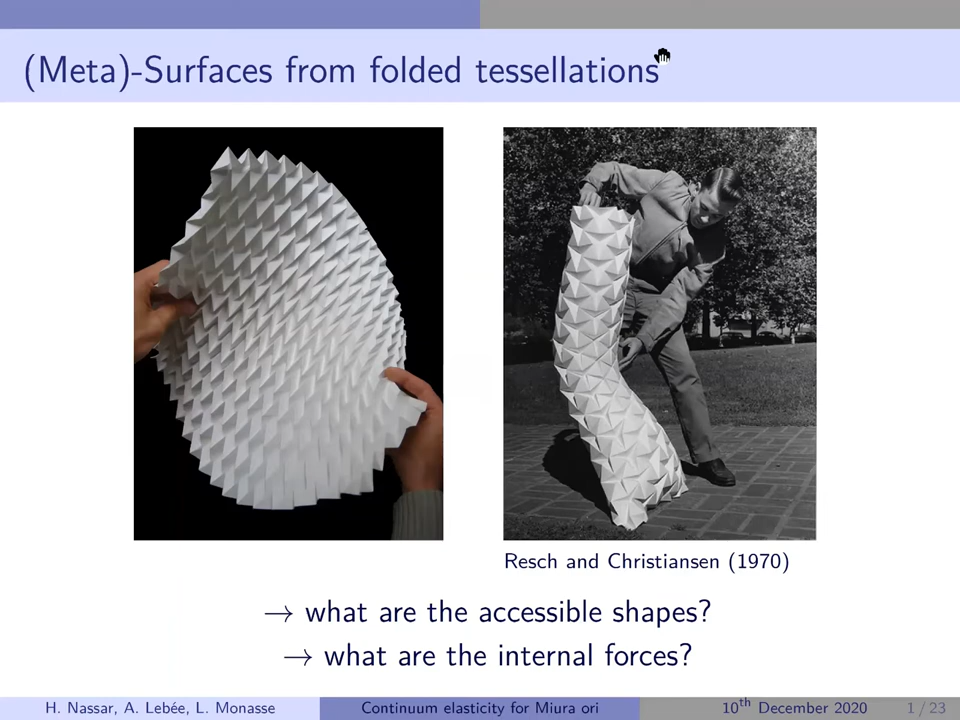 (Meta)-Surfaces from folded tessellations
Resch and Christiansen (1970)
→ what are the accessible shapes?
→ what are the internal forces?
H. Nassar, A. Lebée, L. Monasse
Continuum elasticity for Miura ori
10th December 2020
1 / 23